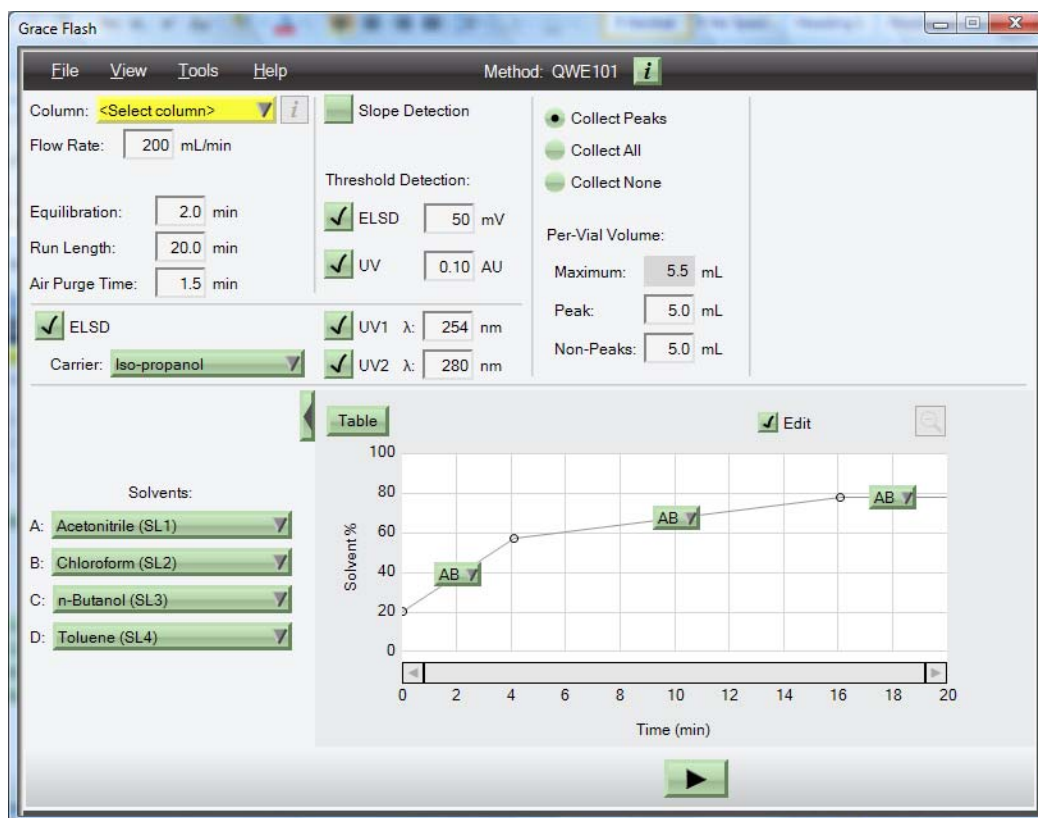 Grace Flash
File View Tools Help Method: QWE101 i
Column: <Select column> i
Flow Rate: 200 mL/min
Equilibration: 2.0 min
Run Length: 20.0 min
Air Purge Time: 1.5 min
Slope Detection
Threshold Detection:
ELSD 50 mV
UV 0.10 AU
Collect Peaks
Collect All
Collect None
Per-Vial Volume:
Maximum: 5.5 mL
Peak: 5.0 mL
Non-Peaks: 5.0 mL
ELSD
Carrier: Iso-propanol
UV1 λ: 254 nm
UV2 λ: 280 nm
Solvents:
A: Acetonitrile (SL1)
B: Chloroform (SL2)
C: n-Butanol (SL3)
D: Toluene (SL4)
Table
Edit
Solvent %
100
80
60
40
20
0
AB
AB
AB
0 2 4 6 8 10 12 14 16 18 20
Time (min)